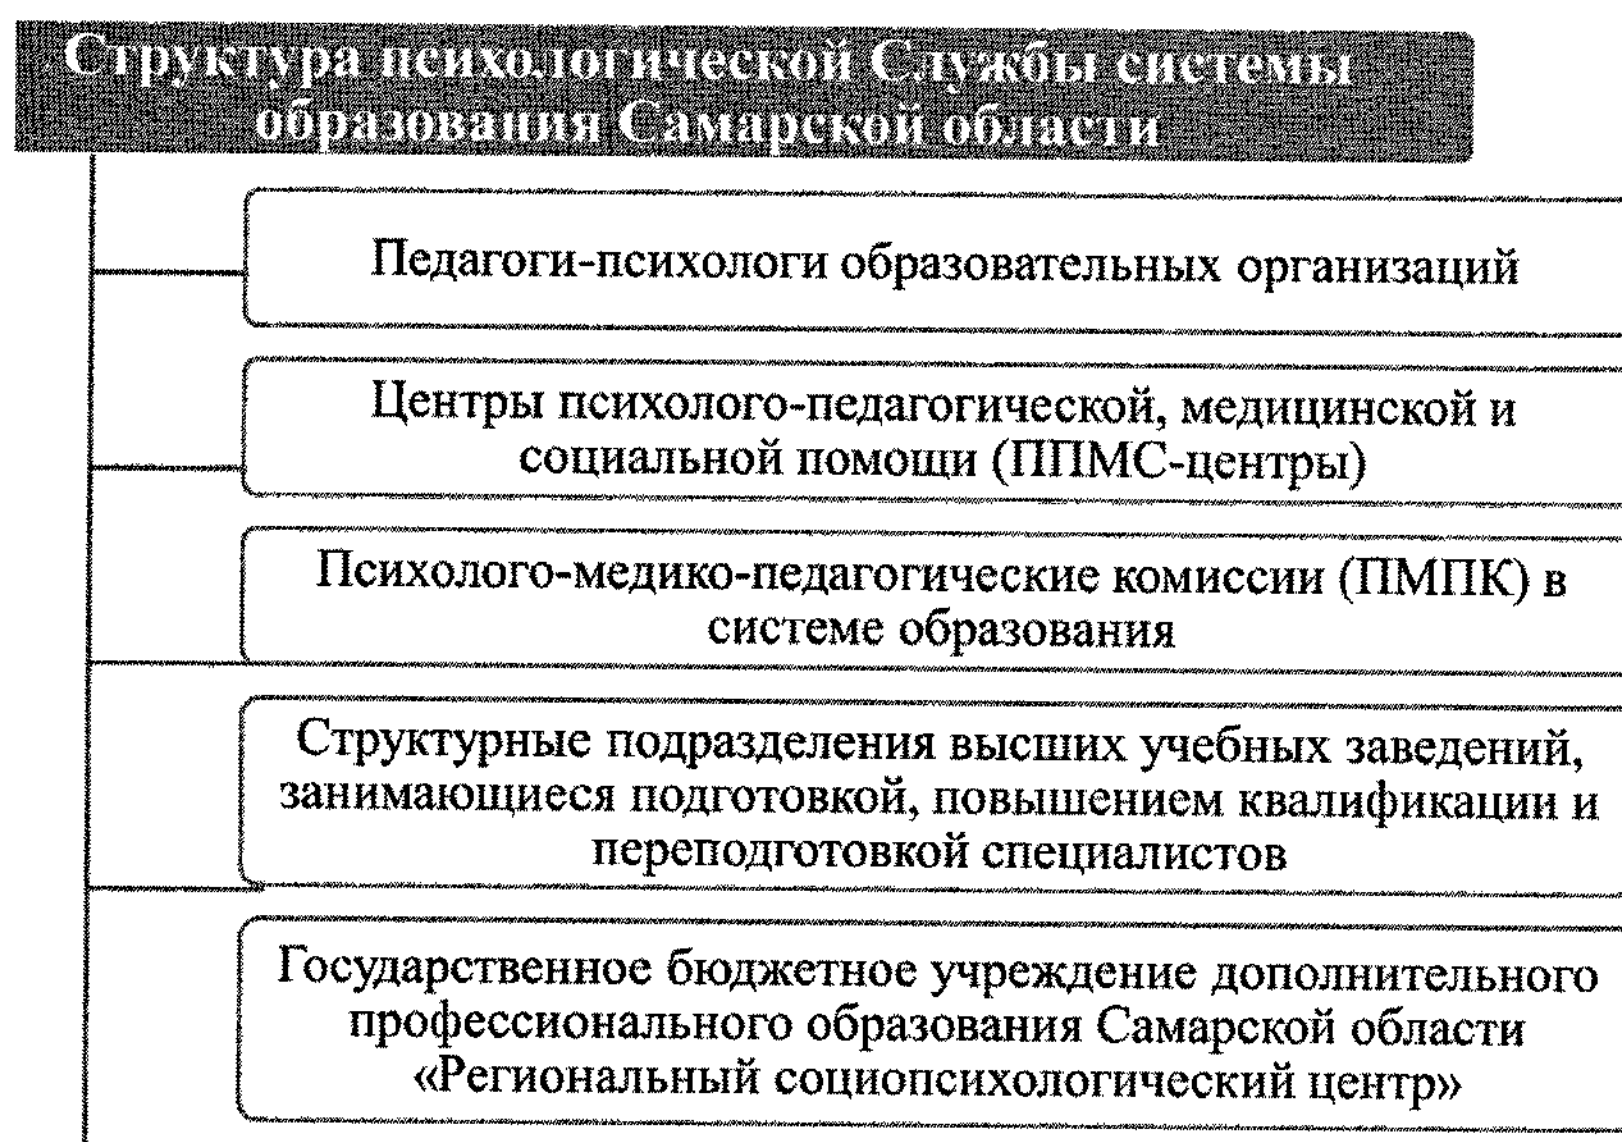 Структура психологической Службы системы
образования Самарской области
Педагоги-психологи образовательных организаций
Центры психолого-педагогической, медицинской и
социальной помощи (ППМС-центры)
Психолого-медико-педагогические комиссии (ПМПК) в
системе образования
Структурные подразделения высших учебных заведений,
занимающиеся подготовкой, повышением квалификации и
переподготовкой специалистов
Государственное бюджетное учреждение дополнительного
профессионального образования Самарской области
«Региональный социопсихологический центр»